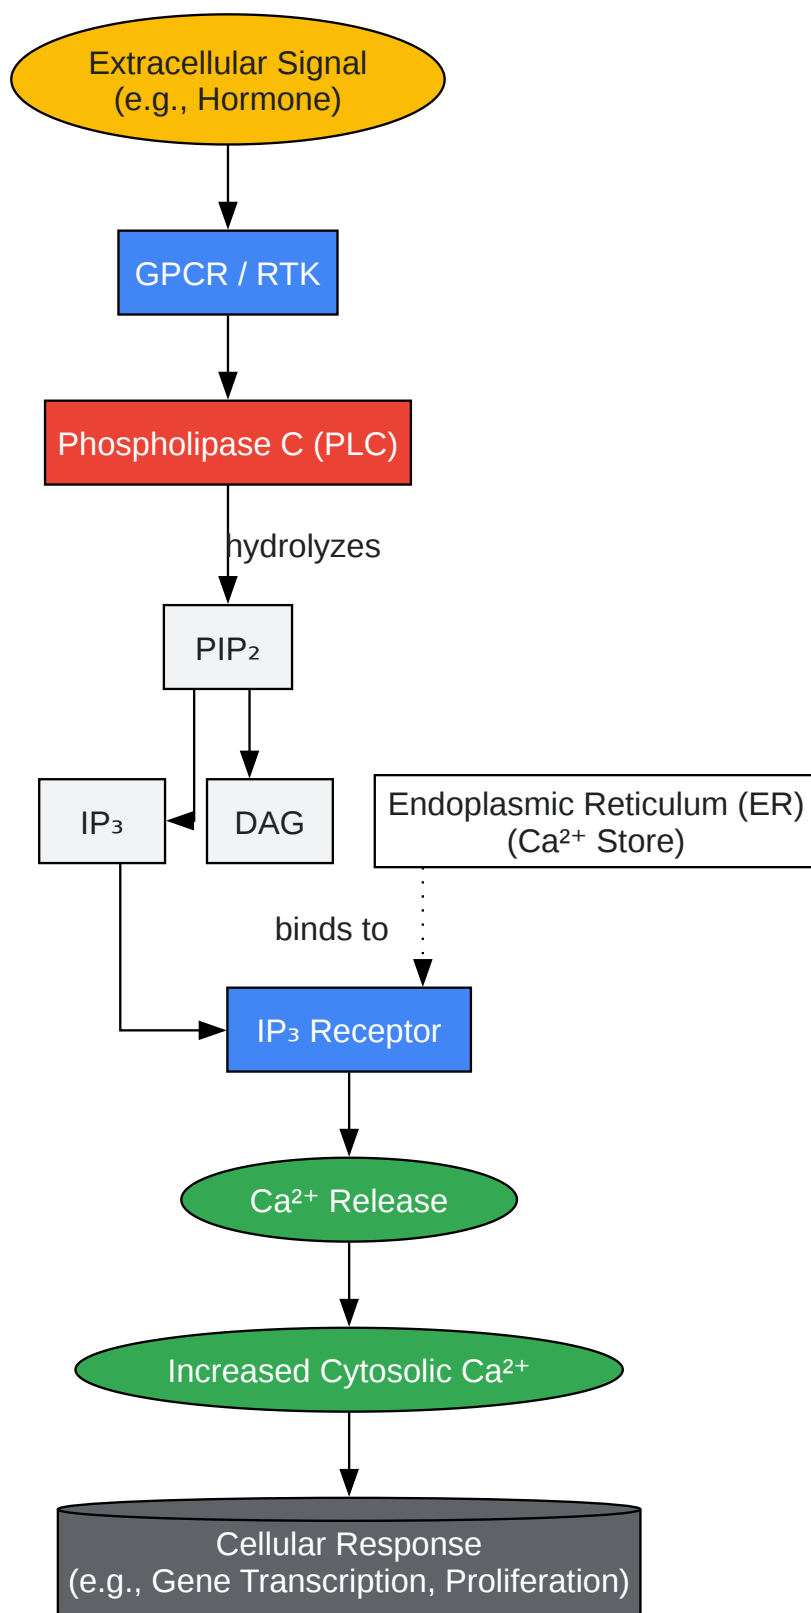 Extracellular Signal
(e.g., Hormone)
GPCR / RTK
Phospholipase C (PLC)
hydrolyzes
PIP₂
IP₃
DAG
Endoplasmic Reticulum (ER)
(Ca²⁺ Store)
binds to
IP₃ Receptor
Ca²⁺ Release
Increased Cytosolic Ca²⁺
Cellular Response
(e.g., Gene Transcription, Proliferation)